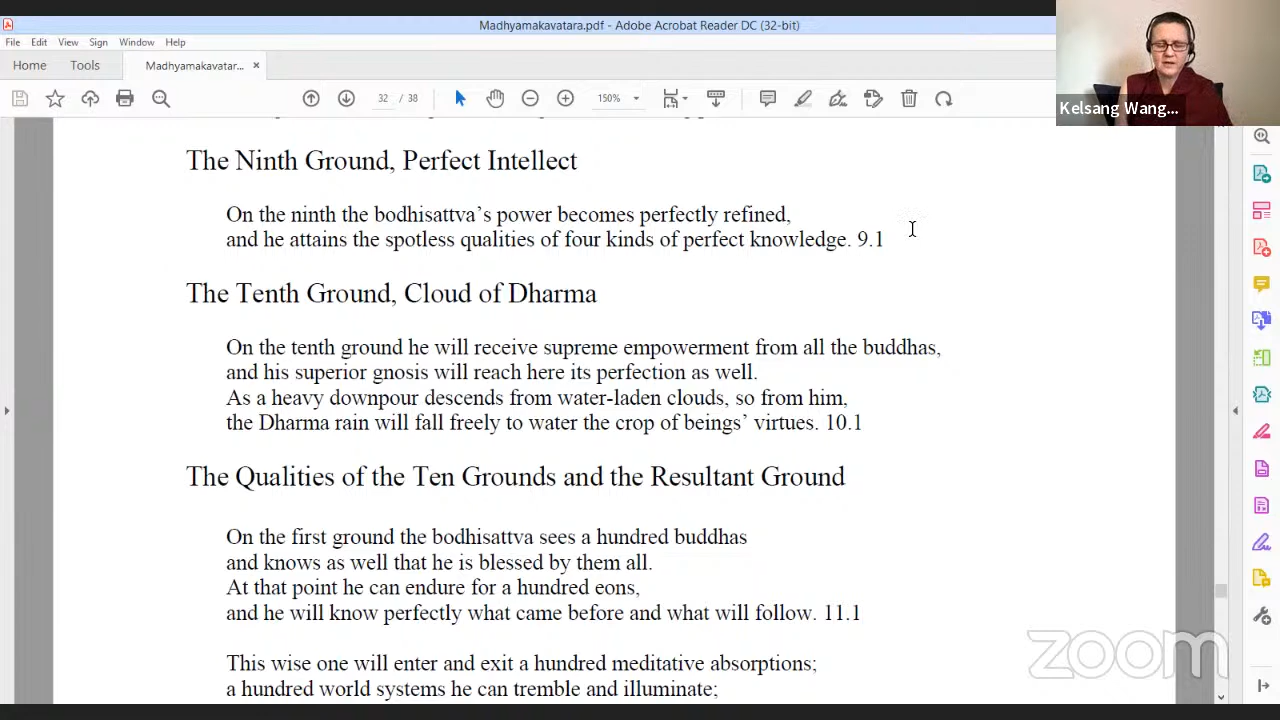 Madhyamakavatara.pdf - Adobe Acrobat Reader DC (32-bit)
File Edit View Sign Window Help
Home Tools Madhyamakavatar... ×
32 / 38 150%
Kelsang Wang...
The Ninth Ground, Perfect Intellect
On the ninth the bodhisattva’s power becomes perfectly refined,
and he attains the spotless qualities of four kinds of perfect knowledge. 9.1
The Tenth Ground, Cloud of Dharma
On the tenth ground he will receive supreme empowerment from all the buddhas,
and his superior gnosis will reach here its perfection as well.
As a heavy downpour descends from water-laden clouds, so from him,
the Dharma rain will fall freely to water the crop of beings’ virtues. 10.1
The Qualities of the Ten Grounds and the Resultant Ground
On the first ground the bodhisattva sees a hundred buddhas
and knows as well that he is blessed by them all.
At that point he can endure for a hundred eons,
and he will know perfectly what came before and what will follow. 11.1
This wise one will enter and exit a hundred meditative absorptions;
a hundred world systems he can tremble and illuminate;
zoom